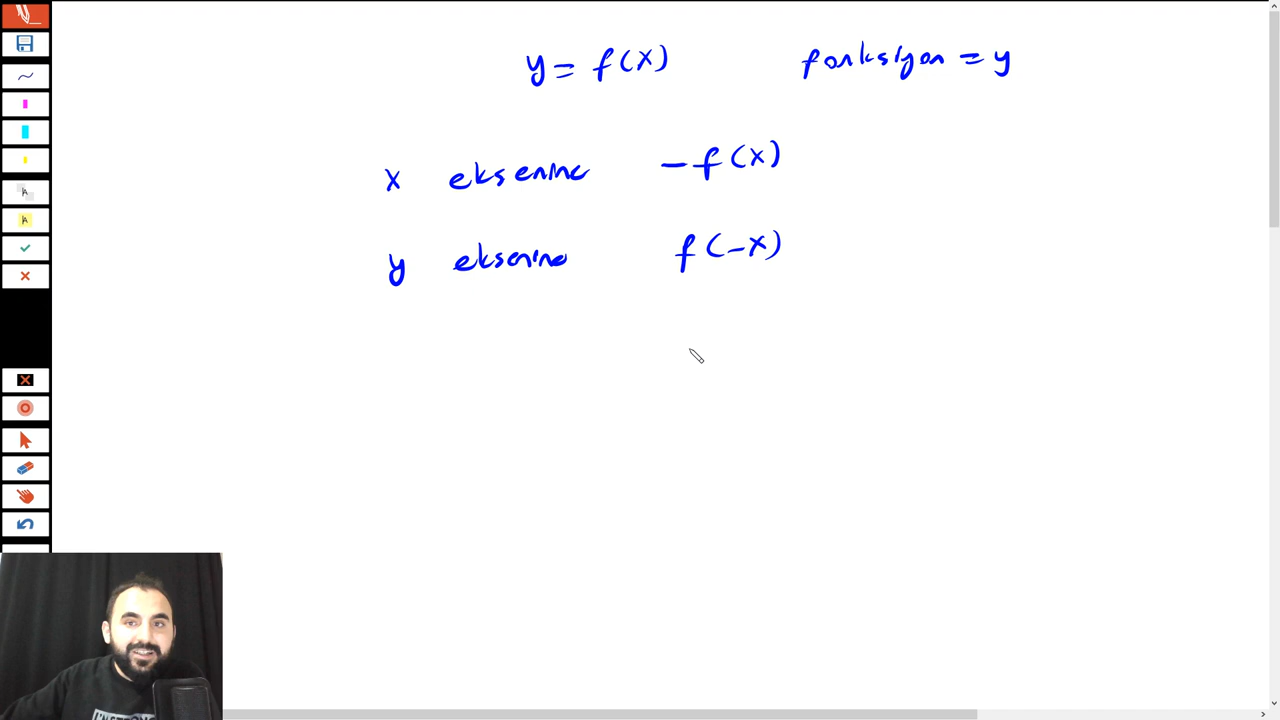 y = f(x) fonksiyon = y
x eksenine -f(x)
y eksenine f(-x)